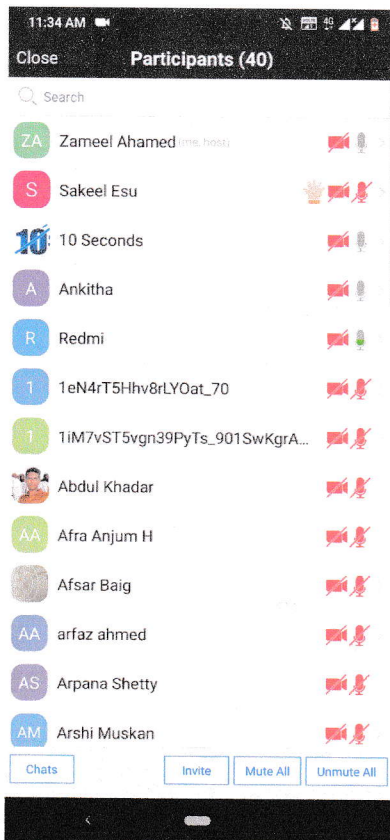 11:34 AM 4G
Close Participants (40)
Search
ZA Zameel Ahamed (me, host)
S Sakeel Esu
10 10 Seconds
A Ankitha
R Redmi
1 1eN4rT5Hhv8rLYOat_70
1 1iM7vST5vgn39PyTs_901SwKgrA...
Abdul Khadar
AA Afra Anjum H
Afsar Baig
AA arfaz ahmed
AS Arpana Shetty
AM Arshi Muskan
Chats Invite Mute All Unmute All